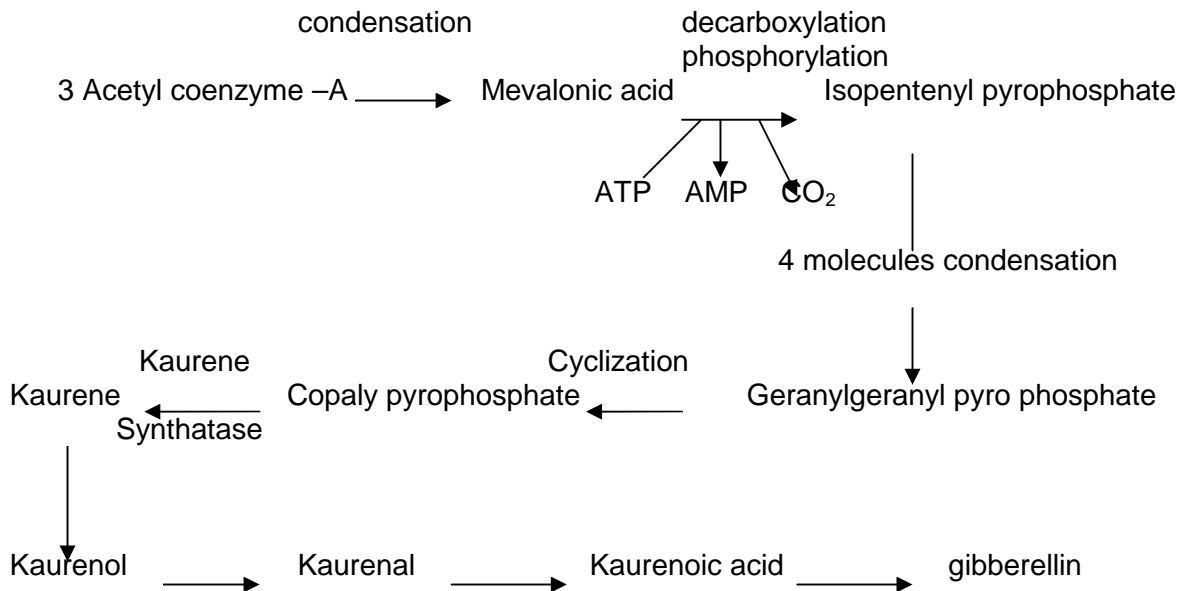 condensation decarboxylation
phosphorylation
3 Acetyl coenzyme –A Mevalonic acid Isopentenyl pyrophosphate
ATP AMP CO₂
4 molecules condensation
Kaurene Cyclization
Kaurene Copaly pyrophosphate Geranylgeranyl pyro phosphate
Synthatase
Kaurenol Kaurenal Kaurenoic acid gibberellin